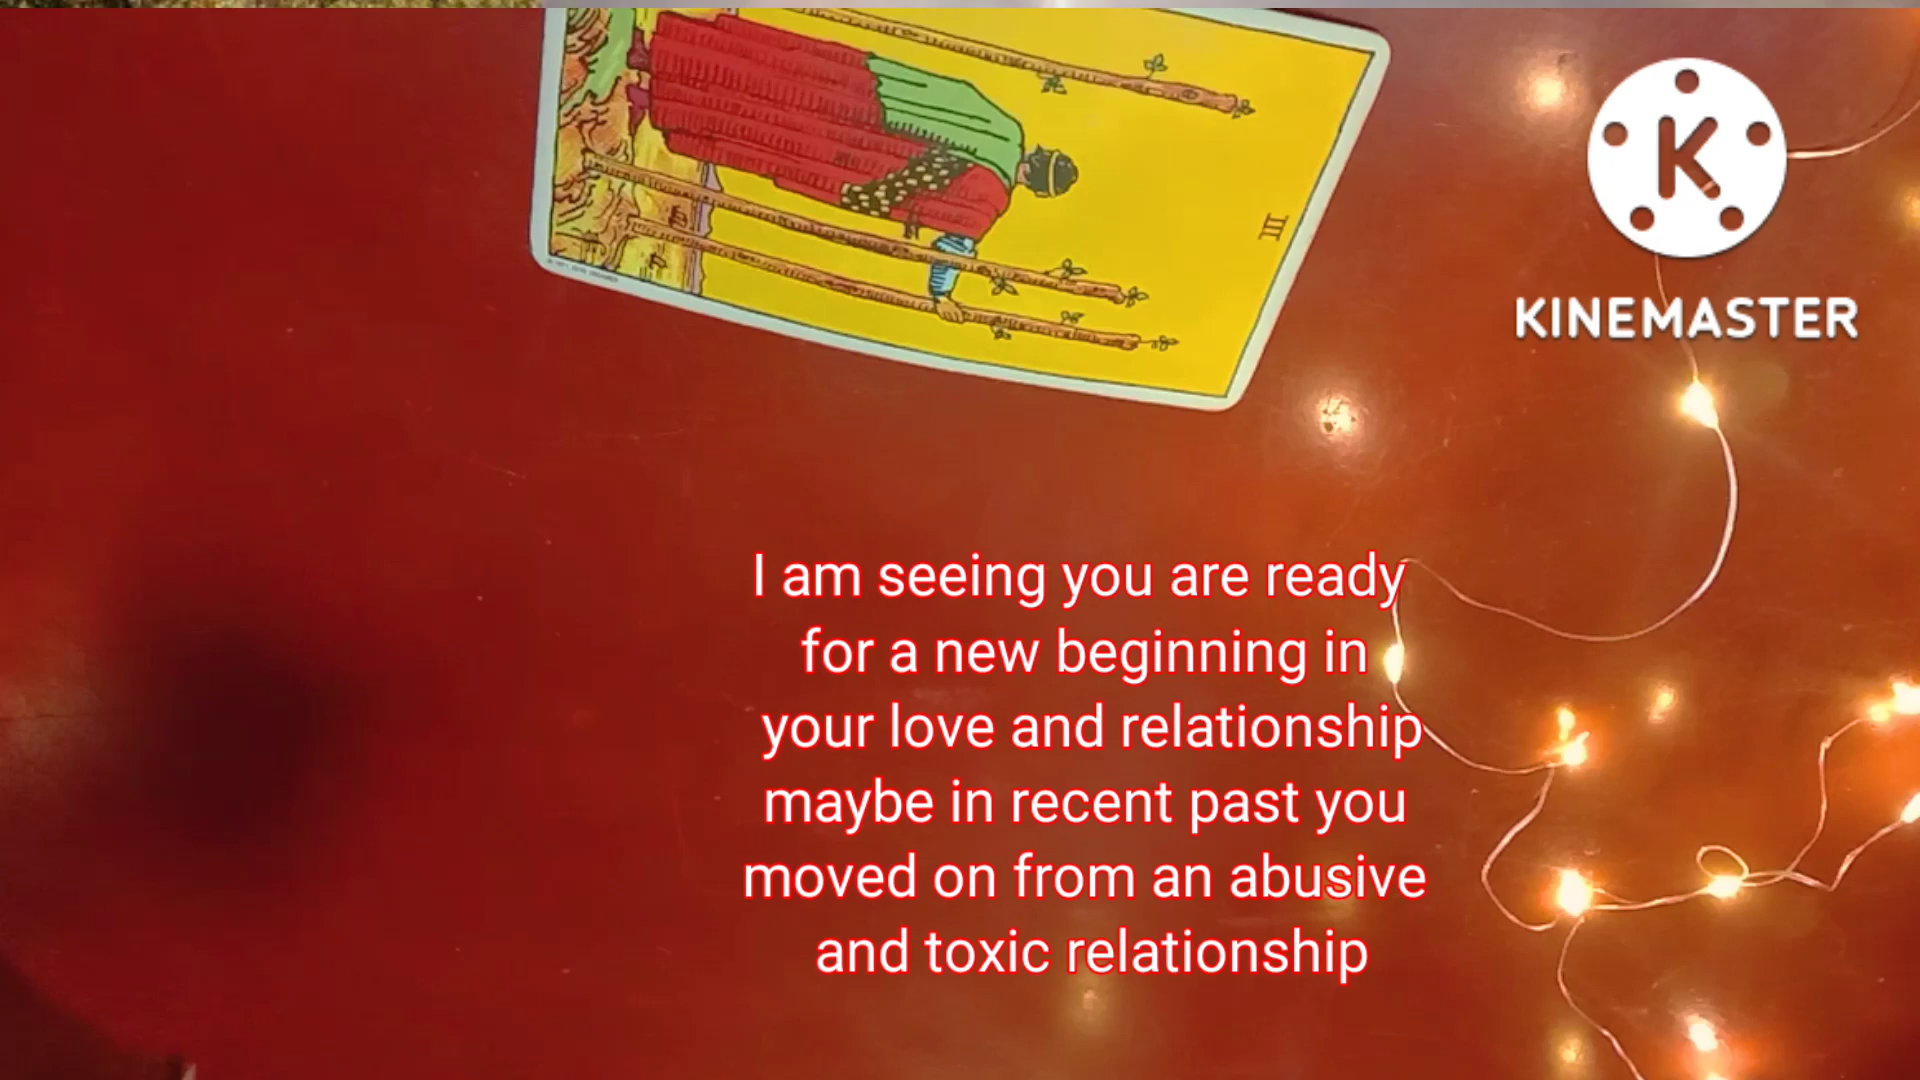 III
K
KINEMASTER
I am seeing you are ready
for a new beginning in
your love and relationship
maybe in recent past you
moved on from an abusive
and toxic relationship